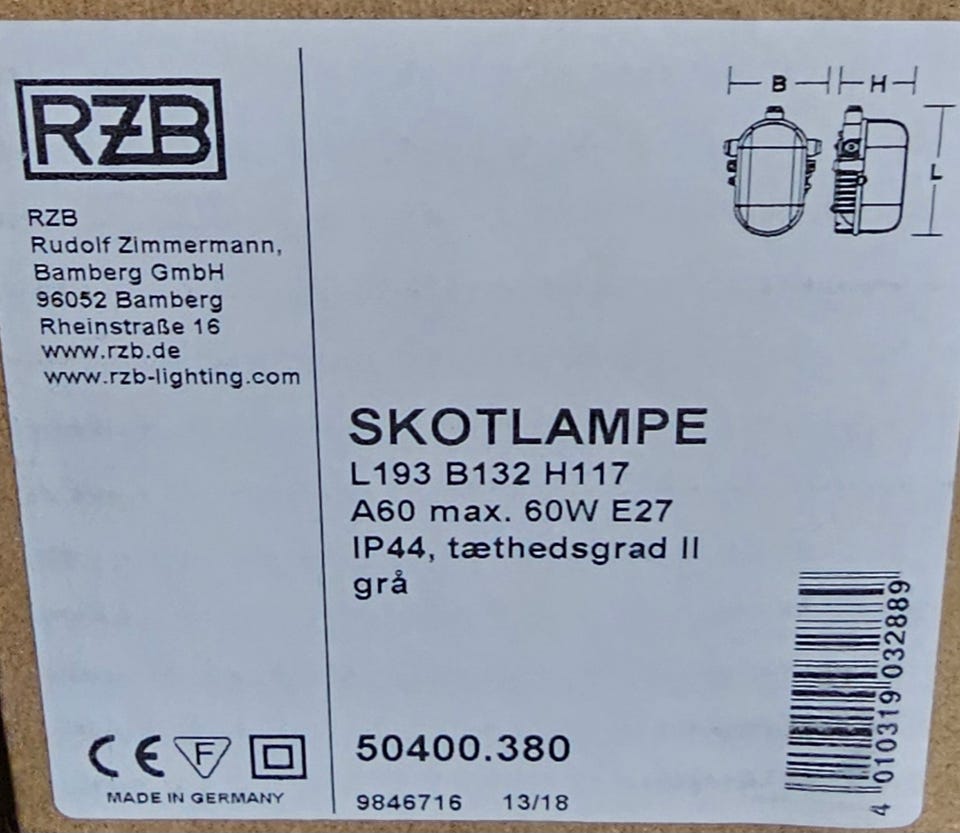 RZB
RZB
Rudolf Zimmermann,
Bamberg GmbH
96052 Bamberg
Rheinstraße 16
www.rzb.de
www.rzb-lighting.com
B H
L
SKOTLAMPE
L193 B132 H117
A60 max. 60W E27
IP44, tæthedsgrad II
grå
CE F
MADE IN GERMANY
50400.380
9846716 13/18
4 010319 032889